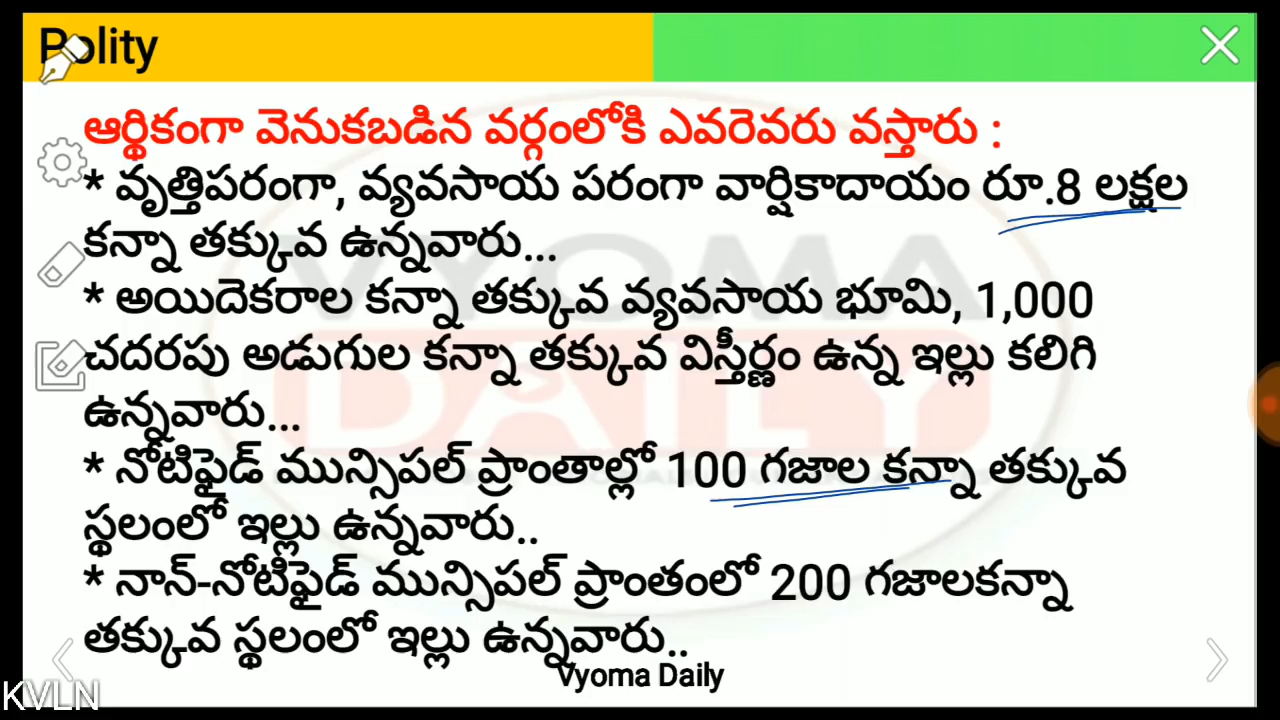 Polity
ఆర్థికంగా వెనుకబడిన వర్గంలోకి ఎవరెవరు వస్తారు :
* వృత్తిపరంగా, వ్యవసాయ పరంగా వార్షికాదాయం రూ.8 లక్షల
కన్నా తక్కువ ఉన్నవారు...
* అయిదెకరాల కన్నా తక్కువ వ్యవసాయ భూమి, 1,000
చదరపు అడుగుల కన్నా తక్కువ విస్తీర్ణం ఉన్న ఇల్లు కలిగి
ఉన్నవారు...
* నోటిఫైడ్ మున్సిపల్ ప్రాంతాల్లో 100 గజాల కన్నా తక్కువ
స్థలంలో ఇల్లు ఉన్నవారు..
* నాన్-నోటిఫైడ్ మున్సిపల్ ప్రాంతంలో 200 గజాలకన్నా
తక్కువ స్థలంలో ఇల్లు ఉన్నవారు..
Vyoma Daily
KVLN
VYOMA
DAILY